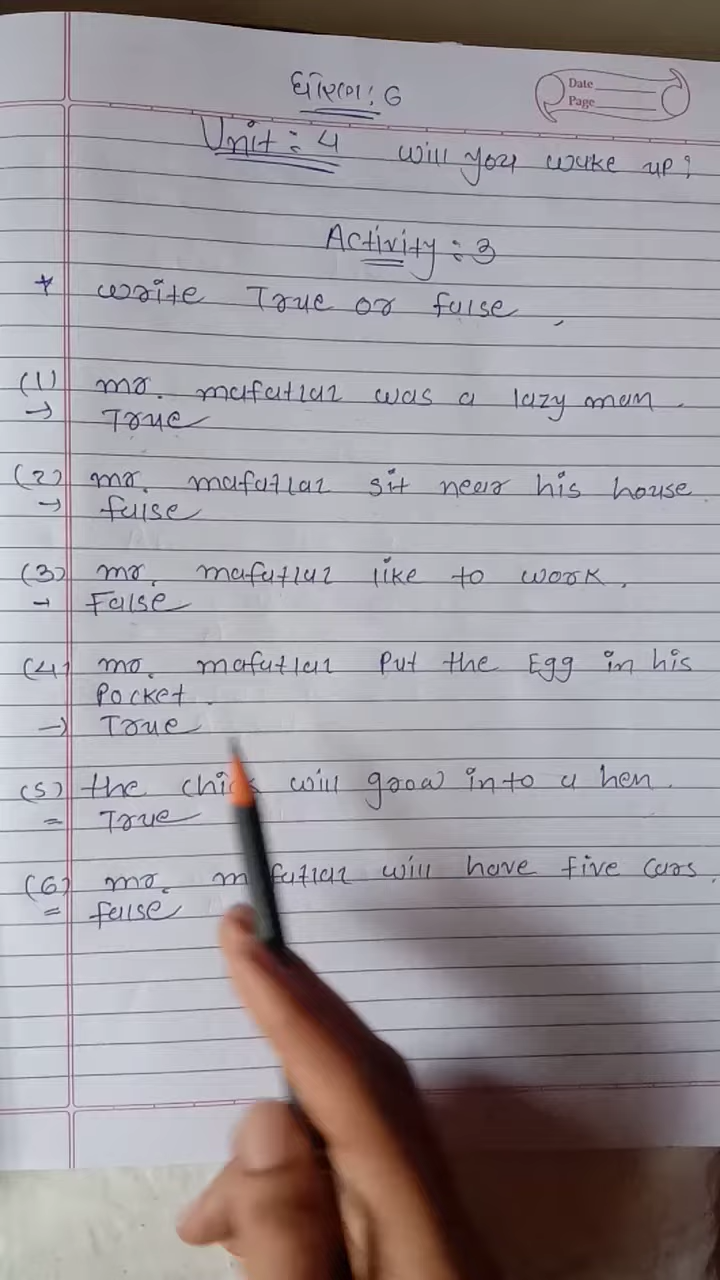 ધોરણ: 6
Date
Page
Unit: 4 will you wake up?
Activity: 3
* write True or false,
(1) mr. mafatlal was a lazy man.
→ True
(2) mr. mafatlal sit near his house
→ false
(3) mr. mafatlal like to work.
→ False
(4) mr. mafatlal Put the Egg in his
Pocket.
→ True
(5) the chick will grow into a hen.
= True
(6) mr. mafatlal will have five cars.
= false